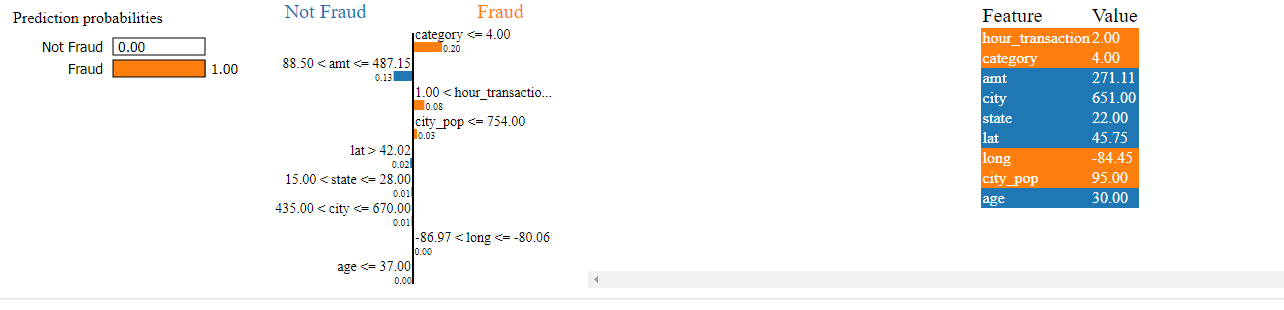 Prediction probabilities
Not Fraud 0.00
Fraud 1.00
Not Fraud Fraud
category <= 4.00
0.20
88.50 < amt <= 487.15
0.13
1.00 < hour_transactio...
0.08
city_pop <= 754.00
0.03
lat > 42.02
0.02
15.00 < state <= 28.00
0.01
435.00 < city <= 670.00
0.01
-86.97 < long <= -80.06
0.00
age <= 37.00
0.00
Feature Value
hour_transaction 2.00
category 4.00
amt 271.11
city 651.00
state 22.00
lat 45.75
long -84.45
city_pop 95.00
age 30.00